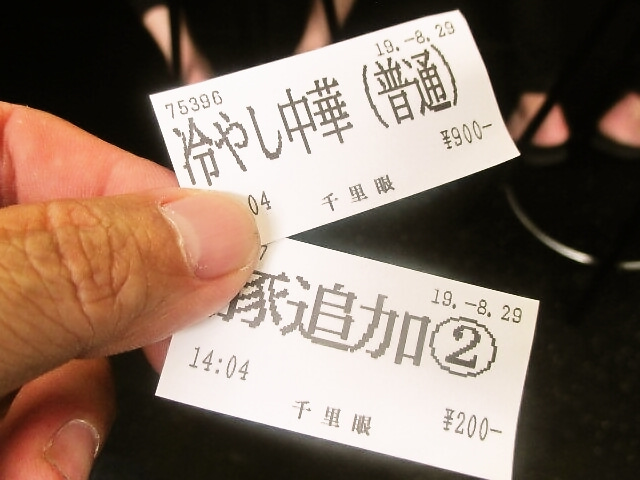 19.-8.29
75396
冷やし中華(普通)
¥900-
04
千里眼
19.-8.29
豚追加②
14:04
千里眼
¥200-